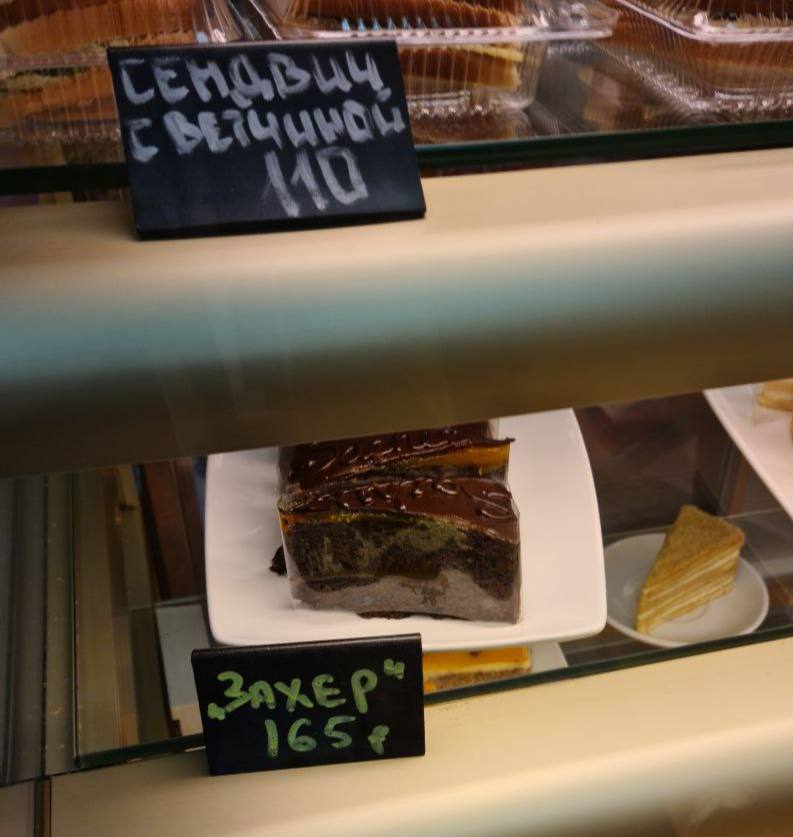 СЕНДВИЧ
С ВЕТЧИНОЙ
110
„ЗАХЕР“
165 ₽